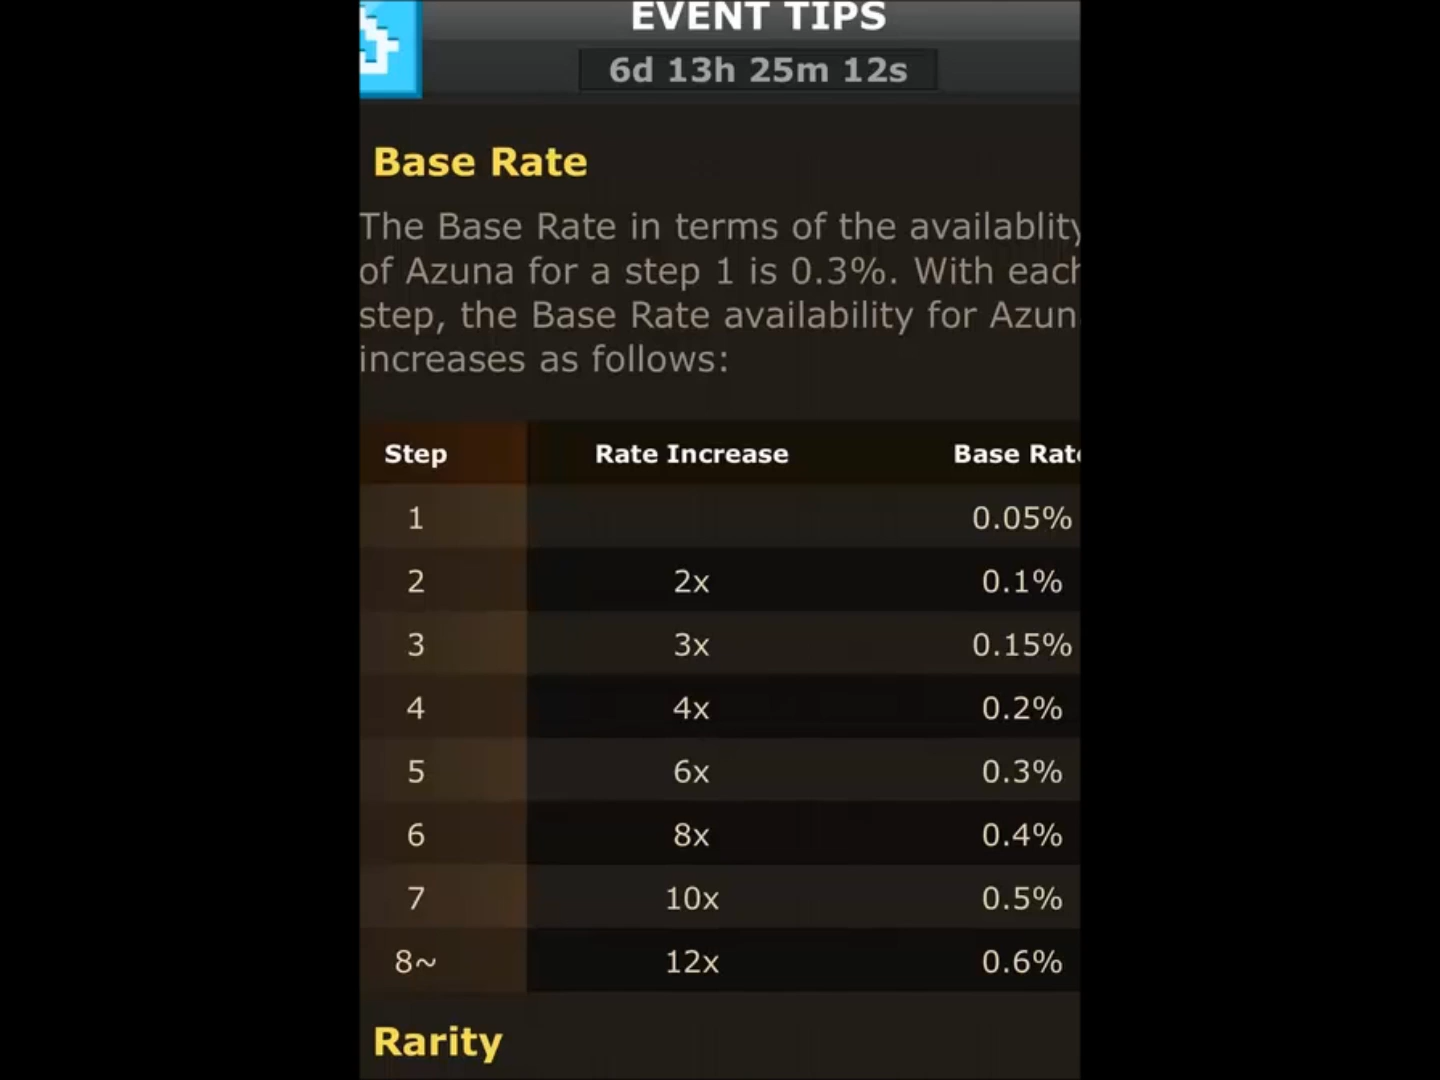 EVENT TIPS
6d 13h 25m 12s
Base Rate
The Base Rate in terms of the availablity
of Azuna for a step 1 is 0.3%. With each
step, the Base Rate availability for Azun
increases as follows:
Step Rate Increase Base Rate
1 0.05%
2 2x 0.1%
3 3x 0.15%
4 4x 0.2%
5 6x 0.3%
6 8x 0.4%
7 10x 0.5%
8~ 12x 0.6%
Rarity